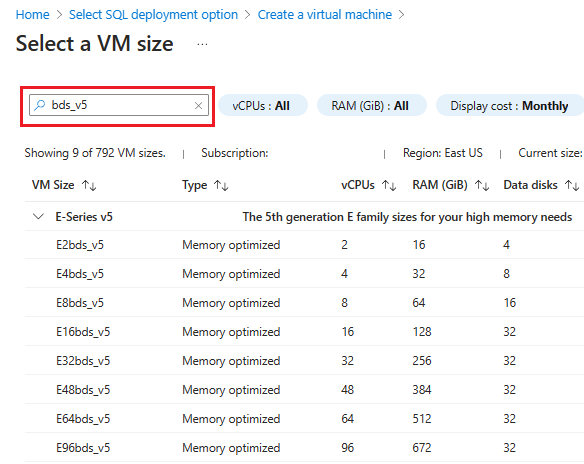 Home > Select SQL deployment option > Create a virtual machine >
Select a VM size ...
bds_v5 ×
vCPUs : All
RAM (GiB) : All
Display cost : Monthly
Showing 9 of 792 VM sizes. | Subscription: | Region: East US | Current size:
VM Size ↑↓ Type ↑↓ vCPUs ↑↓ RAM (GiB) ↑↓ Data disks ↑↓
E-Series v5 The 5th generation E family sizes for your high memory needs
E2bds_v5 Memory optimized 2 16 4
E4bds_v5 Memory optimized 4 32 8
E8bds_v5 Memory optimized 8 64 16
E16bds_v5 Memory optimized 16 128 32
E32bds_v5 Memory optimized 32 256 32
E48bds_v5 Memory optimized 48 384 32
E64bds_v5 Memory optimized 64 512 32
E96bds_v5 Memory optimized 96 672 32